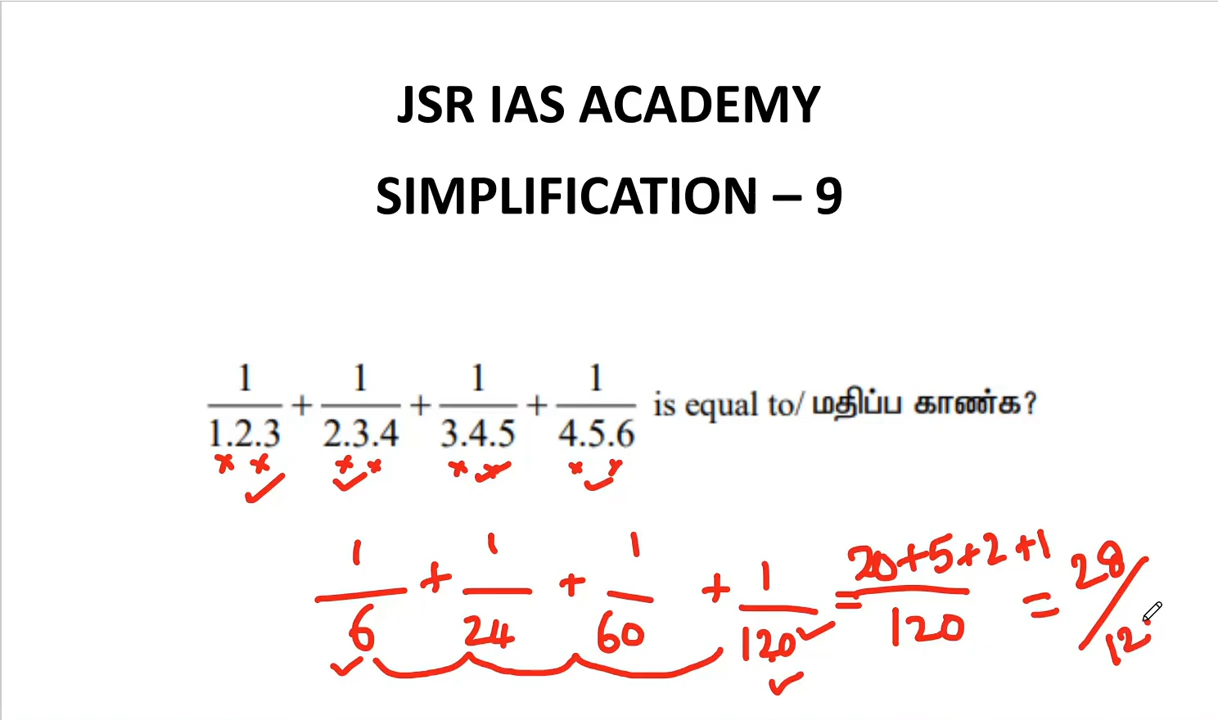 JSR IAS ACADEMY
SIMPLIFICATION – 9
1/1.2.3 + 1/2.3.4 + 1/3.4.5 + 1/4.5.6 is equal to/ மதிப்ப காண்க?
1/6 + 1/24 + 1/60 + 1/120 = 20+5+2+1/120 = 28/12